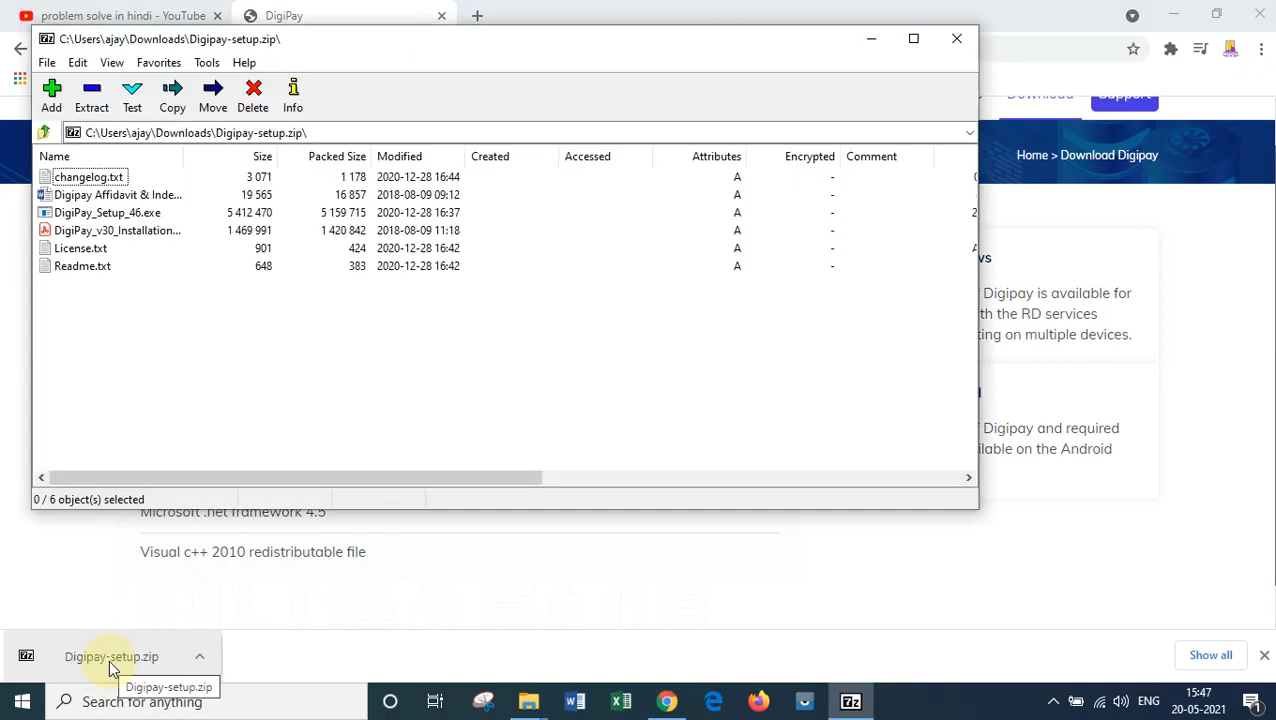 problem solve in hindi - YouTube
DigiPay
C:\Users\ajay\Downloads\Digipay-setup.zip\
File Edit View Favorites Tools Help
Add Extract Test Copy Move Delete Info
C:\Users\ajay\Downloads\Digipay-setup.zip\
Name Size Packed Size Modified Created Accessed Attributes Encrypted Comment
changelog.txt 3 071 1 178 2020-12-28 16:44 A -
Digipay Affidavit & Inde... 19 565 16 857 2018-08-09 09:12 A -
DigiPay_Setup_46.exe 5 412 470 5 159 715 2020-12-28 16:37 A - 2
DigiPay_v30_Installation... 1 469 991 1 420 842 2018-08-09 11:18 A -
License.txt 901 424 2020-12-28 16:42 A -
Readme.txt 648 383 2020-12-28 16:42 A -
0 / 6 object(s) selected
Download Support
Home > Download Digipay
ws
Digipay is available for
th the RD services
king on multiple devices.
d
Digipay and required
ilable on the Android
Microsoft .net framework 4.5
Visual c++ 2010 redistributable file
7z Digipay-setup.zip
Show all
Digipay-setup.zip
Search for anything
7z
ENG
15:47
20-05-2021
1